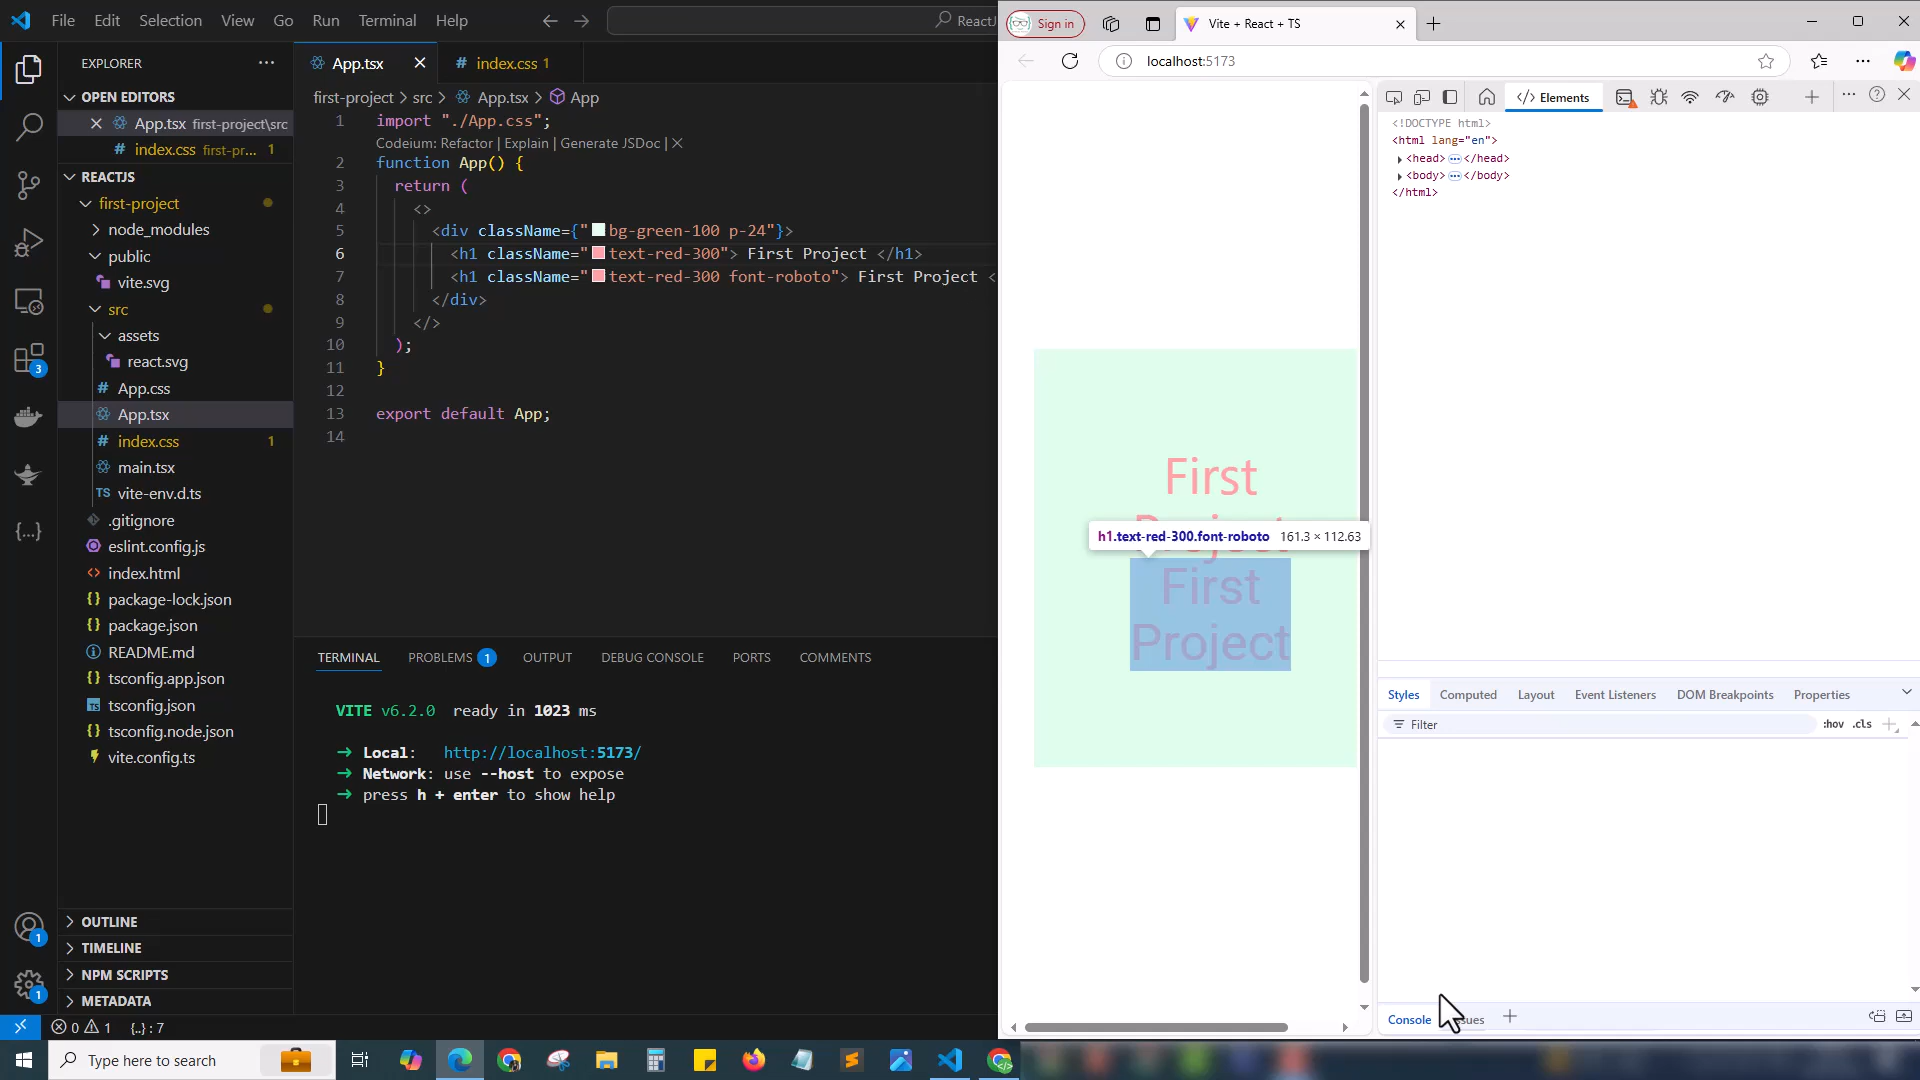 File Edit Selection View Go Run Terminal Help
ReactJ
EXPLORER
OPEN EDITORS
App.tsx first-project\src
index.css first-pr... 1
REACTJS
first-project
node_modules
public
vite.svg
src
assets
react.svg
App.css
App.tsx
index.css 1
main.tsx
TS vite-env.d.ts
.gitignore
eslint.config.js
index.html
package-lock.json
package.json
README.md
tsconfig.app.json
tsconfig.json
tsconfig.node.json
vite.config.ts
OUTLINE
TIMELINE
NPM SCRIPTS
METADATA
3
1
1
App.tsx
index.css 1
first-project > src > App.tsx > App
1 import "./App.css";
Codeium: Refactor | Explain | Generate JSDoc | X
2 function App() {
3 return (
4 <>
5 <div className={"bg-green-100 p-24"}>
6 <h1 className="text-red-300"> First Project </h1>
7 <h1 className="text-red-300 font-roboto"> First Project <
8 </div>
9 </>
10 );
11 }
12
13 export default App;
14
TERMINAL PROBLEMS 1 OUTPUT DEBUG CONSOLE PORTS COMMENTS
VITE v6.2.0 ready in 1023 ms
➜ Local: http://localhost:5173/
➜ Network: use --host to expose
➜ press h + enter to show help
0 1 {..} : 7
Sign in
Vite + React + TS
localhost:5173
First
Project
h1.text-red-300.font-roboto 161.3 × 112.63
First
Project
Elements
<!DOCTYPE html>
<html lang="en">
<head> </head>
<body> </body>
</html>
Styles Computed Layout Event Listeners DOM Breakpoints Properties
Filter :hov .cls
Console
Type here to search